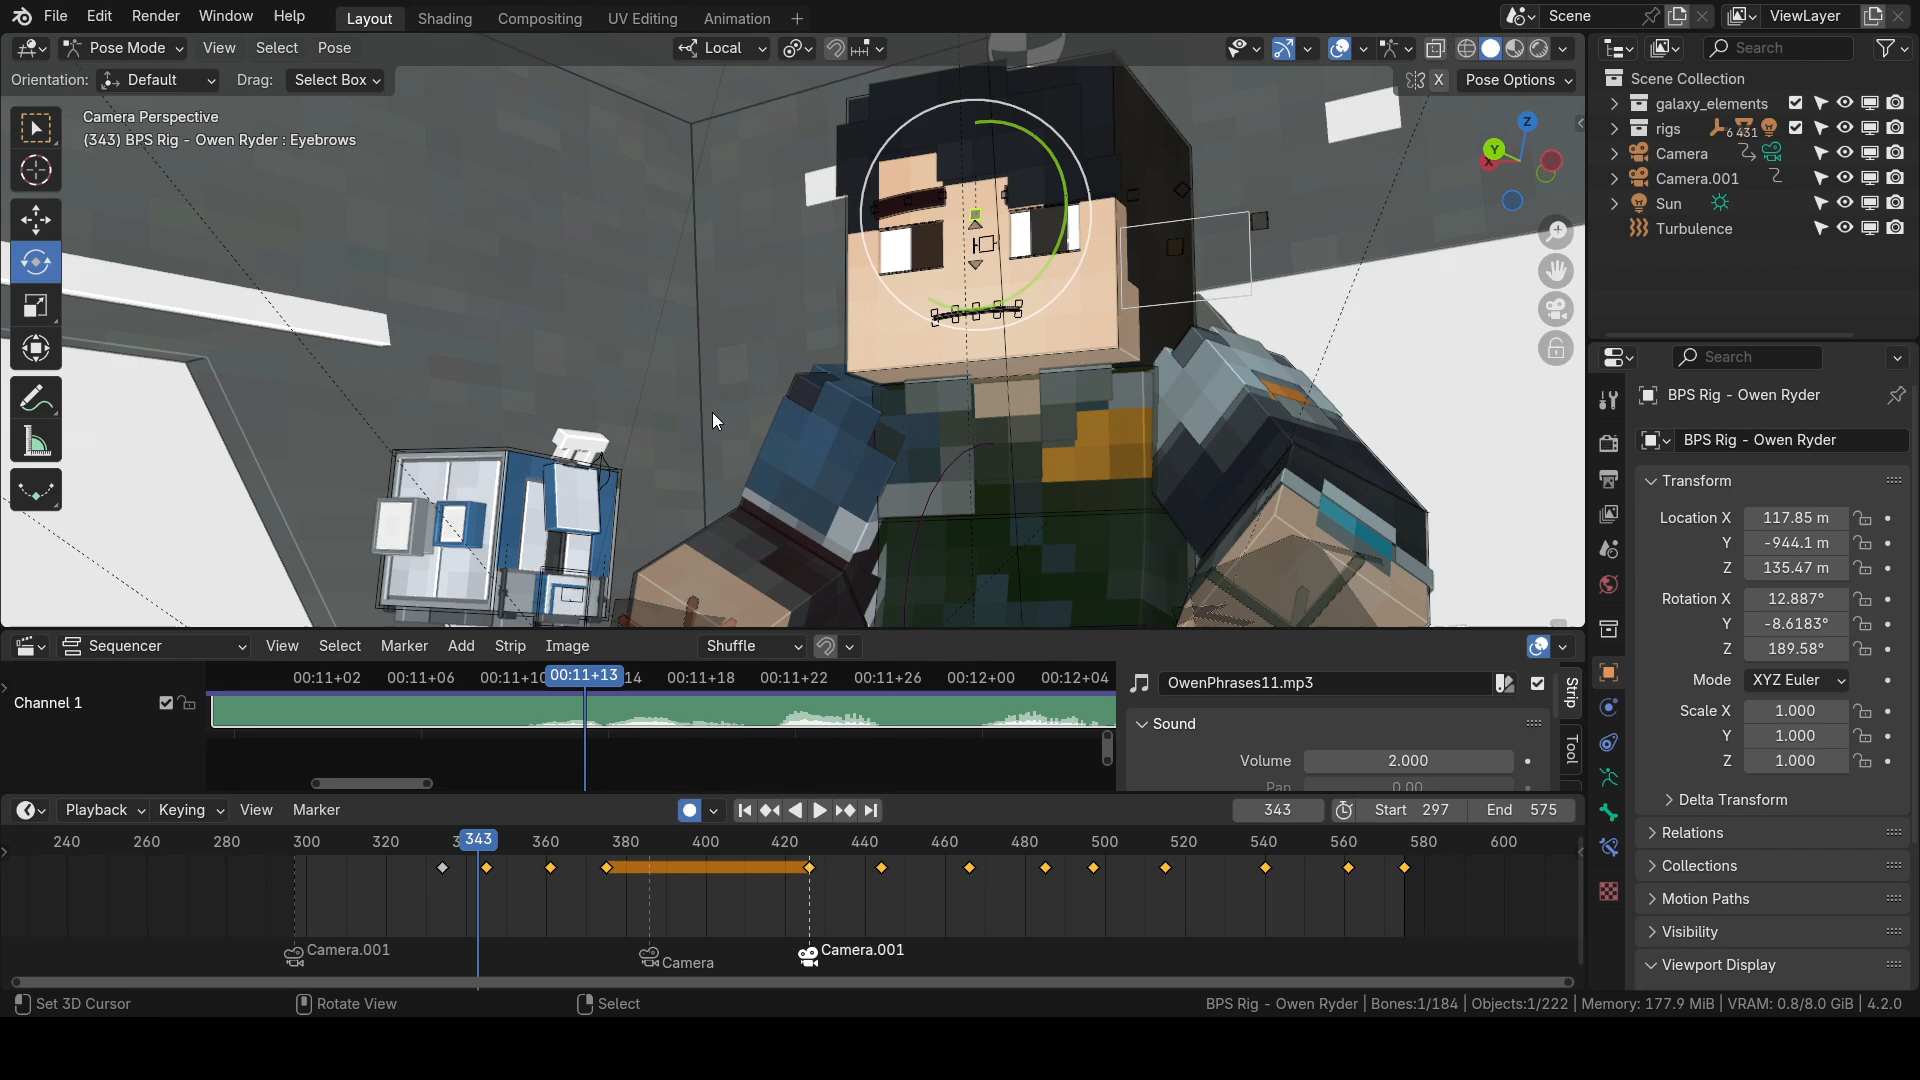 File Edit Render Window Help Layout Shading Compositing UV Editing Animation + Scene ViewLayer
Pose Mode View Select Pose Local Search
Orientation: Default Drag: Select Box X Pose Options
Camera Perspective
(343) BPS Rig - Owen Ryder : Eyebrows
Z
Y
X
Scene Collection
galaxy_elements
rigs 6 431
Camera
Camera.001
Sun
Turbulence
Search
BPS Rig - Owen Ryder
BPS Rig - Owen Ryder
Transform
Location X 117.85 m
Y -944.1 m
Z 135.47 m
Rotation X 12.887°
Y -8.6183°
Z 189.58°
Mode XYZ Euler
Scale X 1.000
Y 1.000
Z 1.000
Delta Transform
Relations
Collections
Motion Paths
Visibility
Viewport Display
Sequencer View Select Marker Add Strip Image Shuffle
00:11+02 00:11+06 00:11+10 00:11+13 14 00:11+18 00:11+22 00:11+26 00:12+00 00:12+04
Channel 1
OwenPhrases11.mp3
Sound
Volume 2.000
Pan 0.00
Strip
Tool
Playback Keying View Marker 343 Start 297 End 575
240 260 280 300 320 343 360 380 400 420 440 460 480 500 520 540 560 580 600
Camera.001 Camera Camera.001
Set 3D Cursor Rotate View Select BPS Rig - Owen Ryder | Bones:1/184 | Objects:1/222 | Memory: 177.9 MiB | VRAM: 0.8/8.0 GiB | 4.2.0